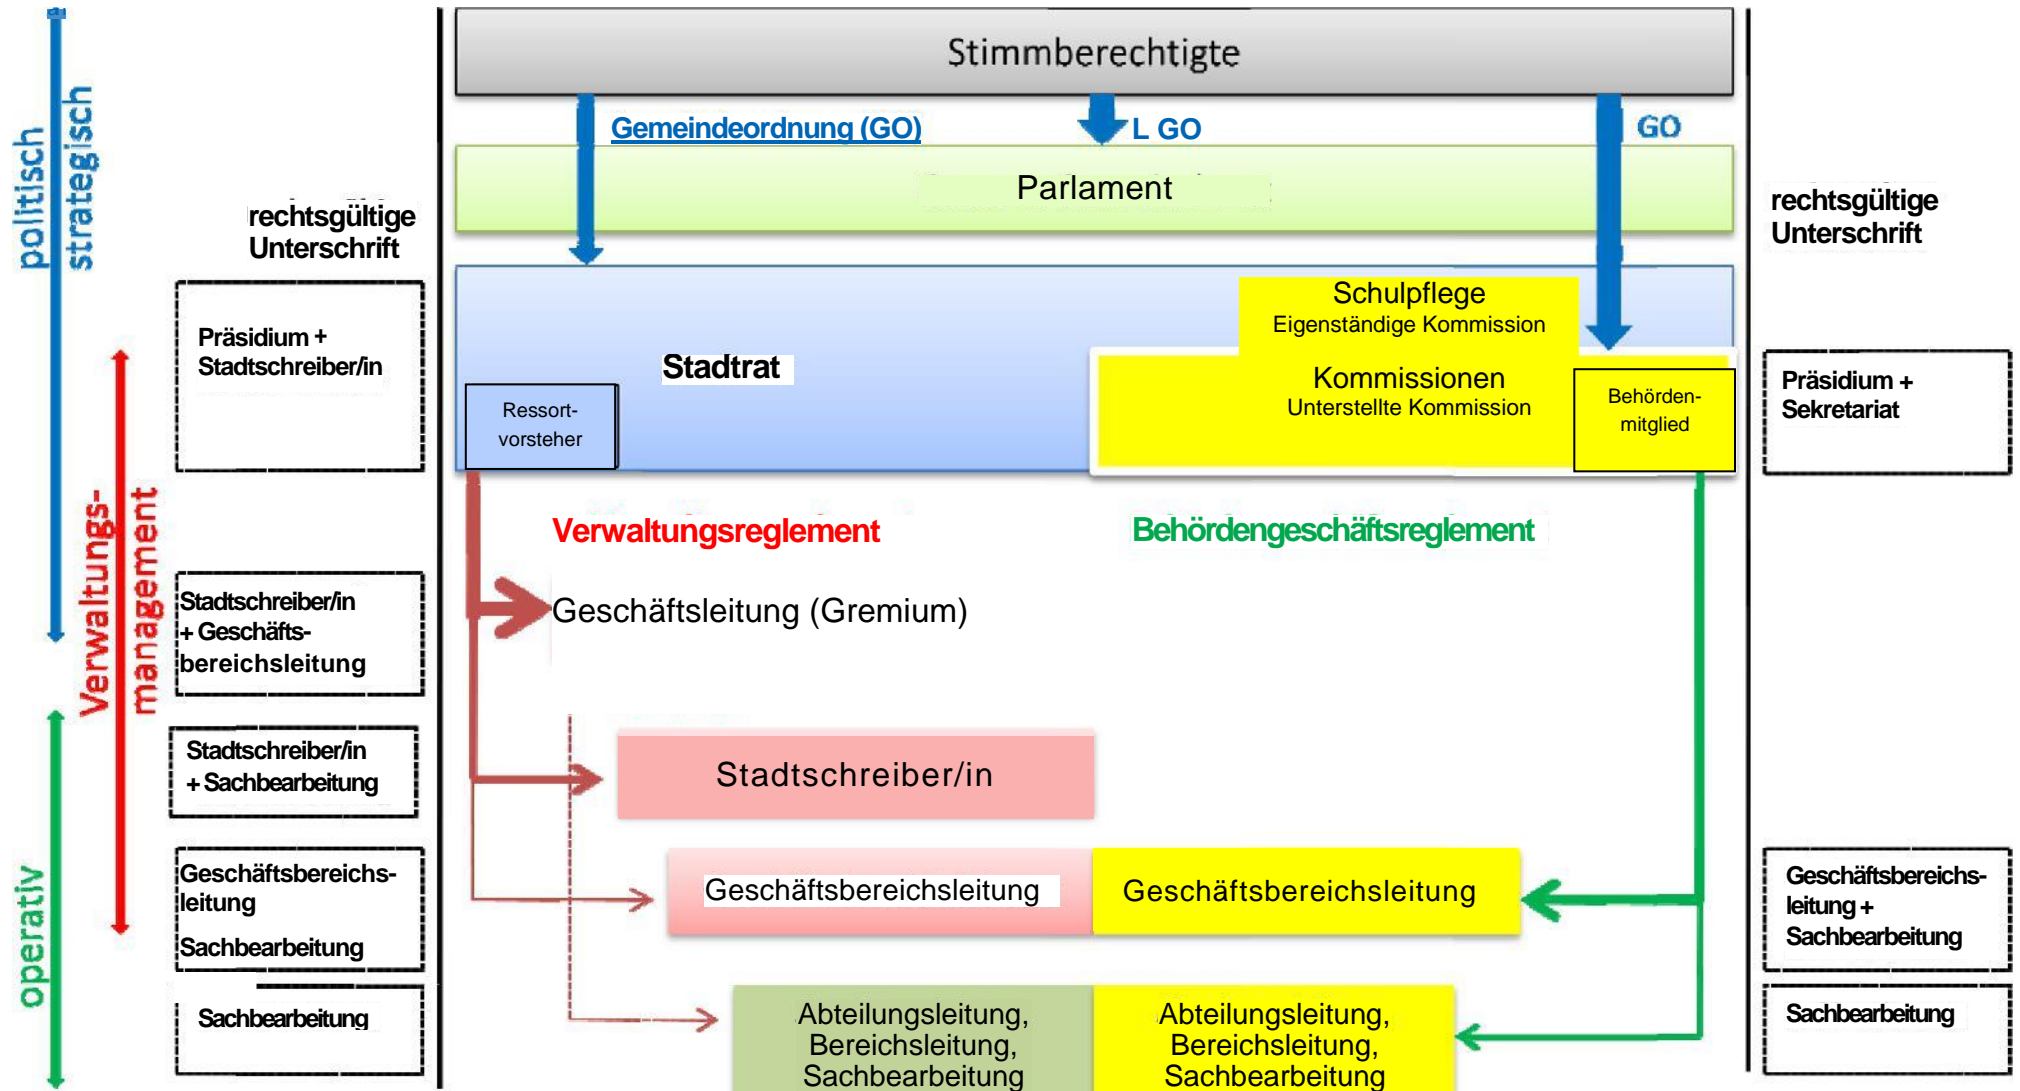 Stimmberechtigte
politisch
strategisch
Gemeindeordnung (GO)
L GO
GO
Parlament
rechtsgültige
Unterschrift
rechtsgültige
Unterschrift
Präsidium +
Stadtschreiber/in
Stadtrat
Ressort-
vorsteher
Schulpflege
Eigenständige Kommission
Kommissionen
Unterstellte Kommission
Behörden-
mitglied
Präsidium +
Sekretariat
Verwaltungs-
management
Verwaltungsreglement
Behördengeschäftsreglement
Stadtschreiber/in
+ Geschäfts-
bereichsleitung
Geschäftsleitung (Gremium)
Stadtschreiber/in
+ Sachbearbeitung
Stadtschreiber/in
operativ
Geschäftsbereichs-
leitung
Sachbearbeitung
Geschäftsbereichsleitung
Geschäftsbereichsleitung
Geschäftsbereichs-
leitung +
Sachbearbeitung
Sachbearbeitung
Abteilungsleitung,
Bereichsleitung,
Sachbearbeitung
Abteilungsleitung,
Bereichsleitung,
Sachbearbeitung
Sachbearbeitung